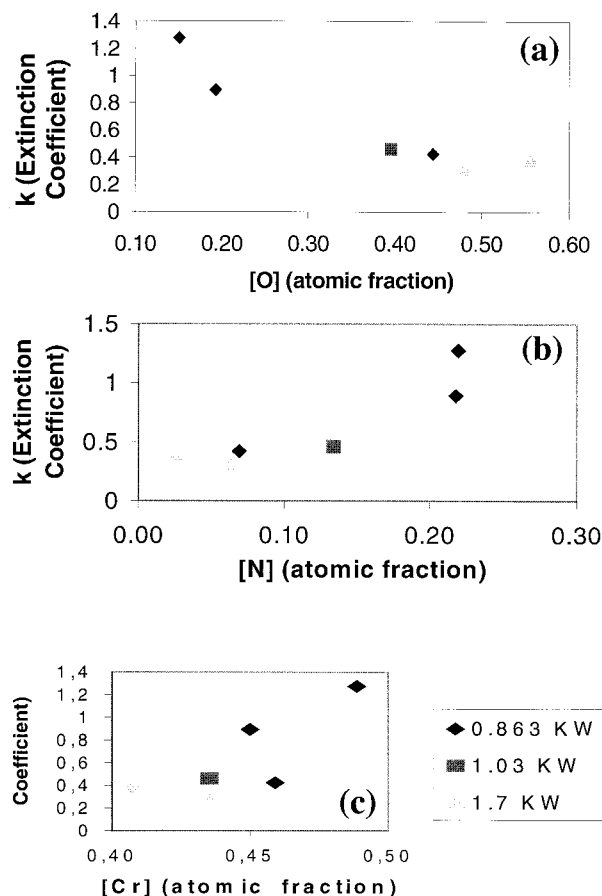 1.4
1.2
1
0.8
0.6
0.4
0.2
0
k (Extinction
Coefficient)
(a)
0.10 0.20 0.30 0.40 0.50 0.60
[O] (atomic fraction)
1.5
1
0.5
0
k (Extinction
Coefficient)
(b)
0.00 0.10 0.20 0.30
[N] (atomic fraction)
1,4
1,2
1
0,8
0,6
0,4
0,2
0
Coefficient)
(c)
0,40 0,45 0,50
[Cr] (atomic fraction)
0.863 KW
1.03 KW
1.7 KW